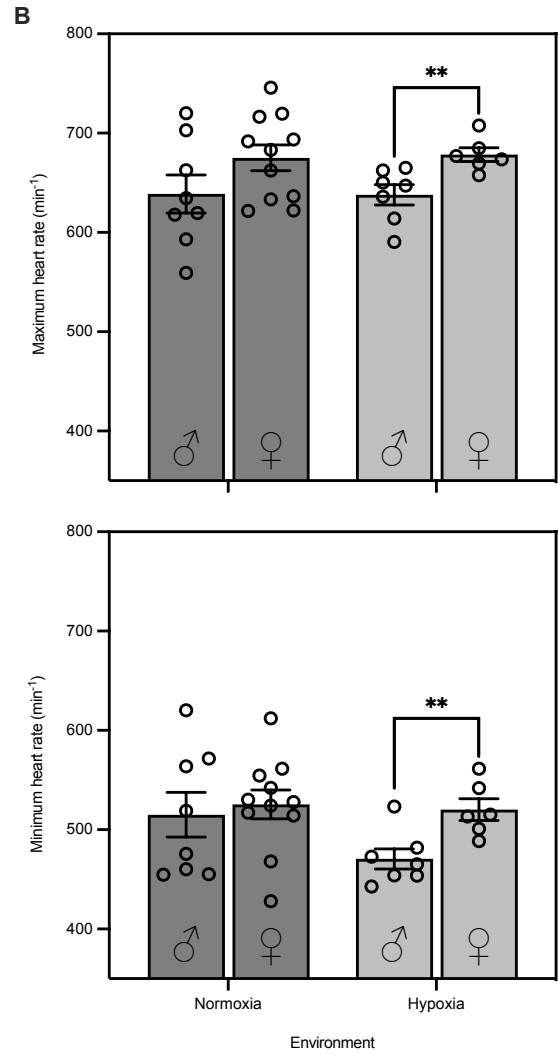 B
800
700
600
500
400
Maximum heart rate (min-1)
**
♂ ♀ ♂ ♀
800
700
600
500
400
Minimum heart rate (min-1)
**
♂ ♀ ♂ ♀
Normoxia Hypoxia
Environment